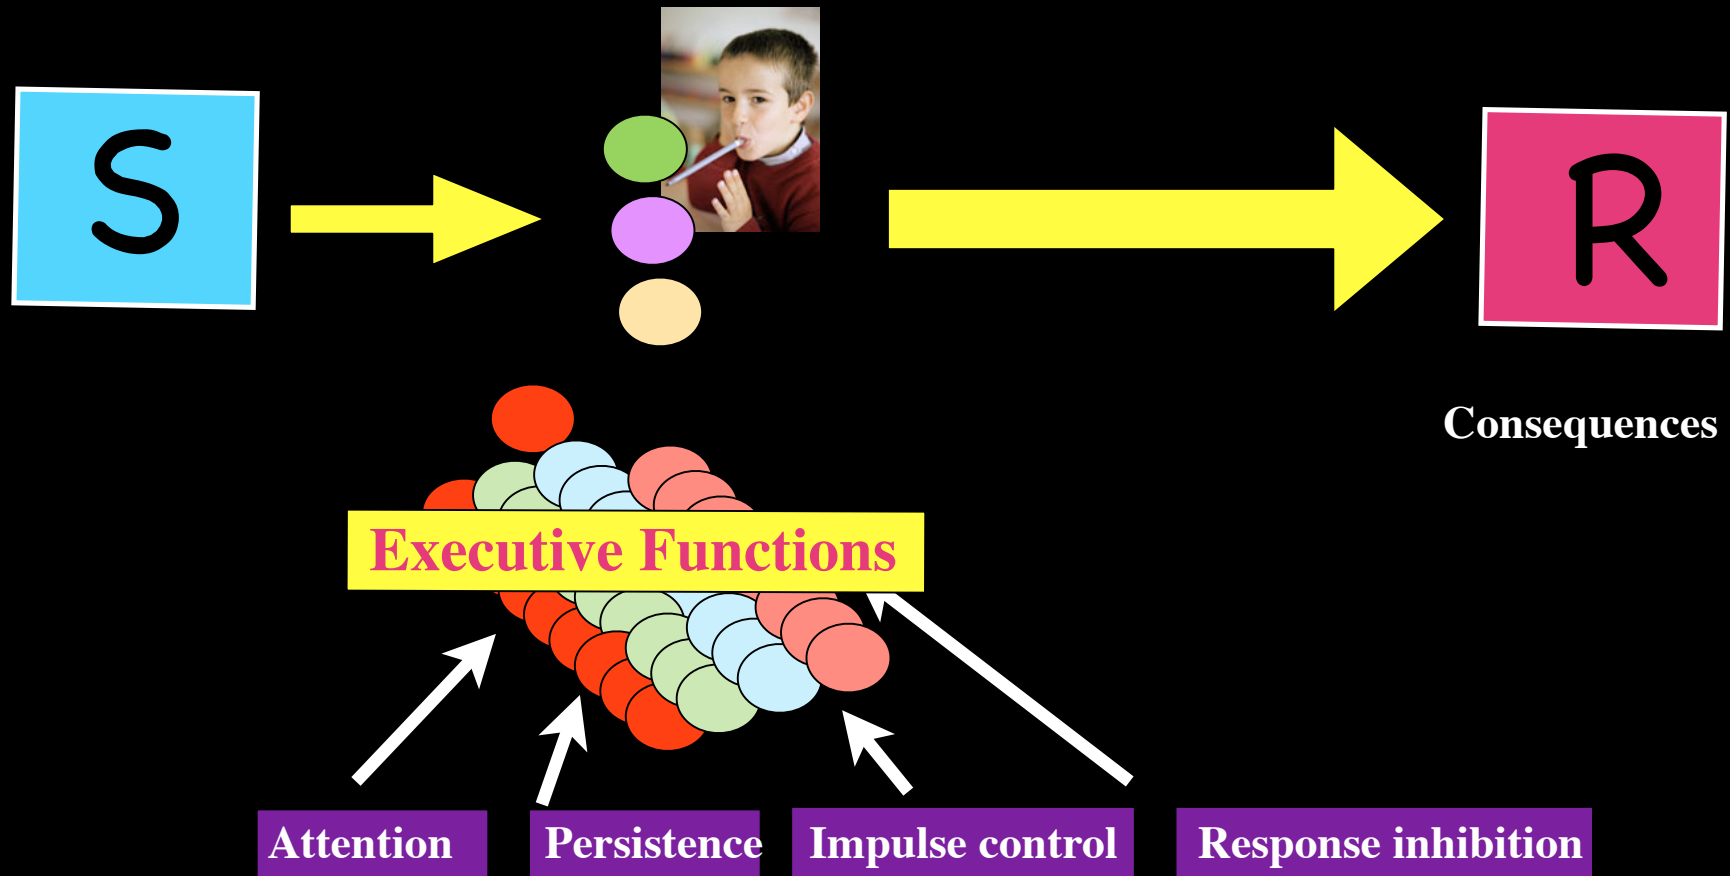 S
R
Consequences
Executive Functions
Attention
Persistence
Impulse control
Response inhibition